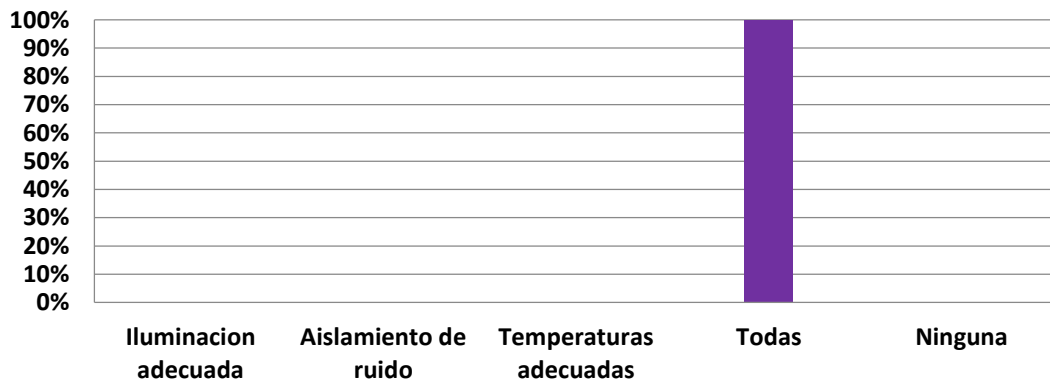 100%
90%
80%
70%
60%
50%
40%
30%
20%
10%
0%
Iluminacion
adecuada
Aislamiento de
ruido
Temperaturas
adecuadas
Todas
Ninguna